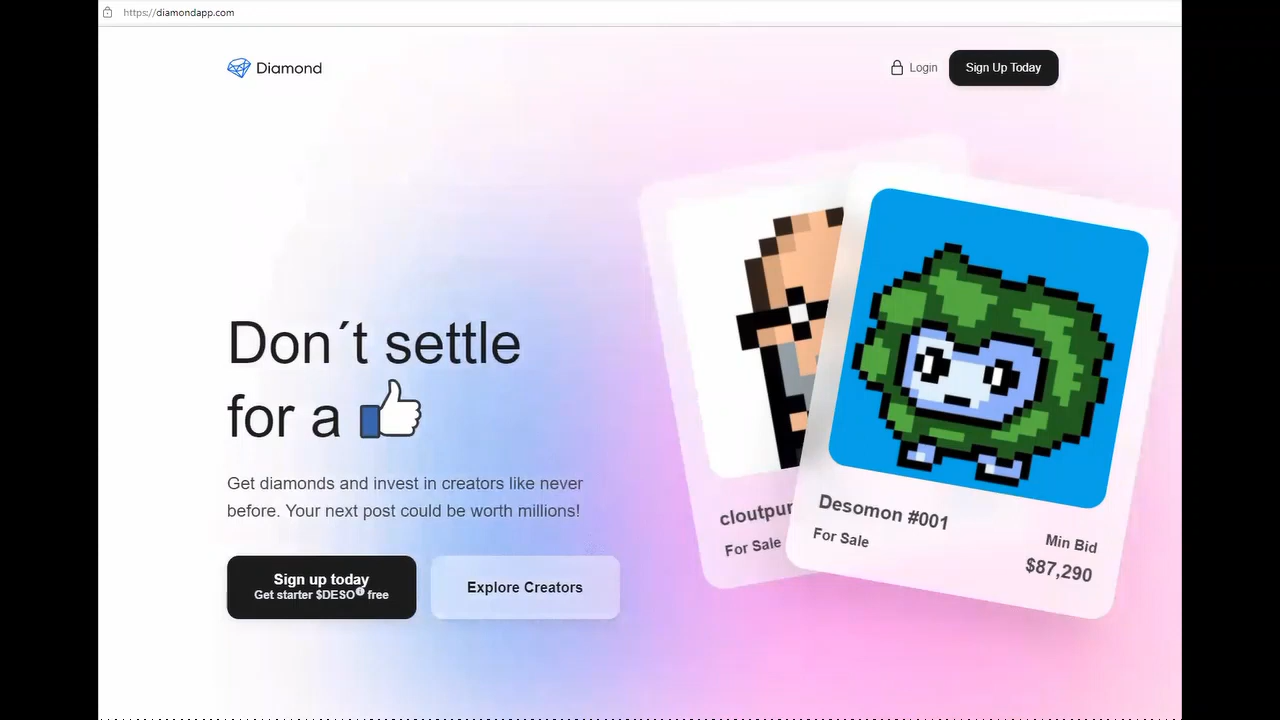 https://diamondapp.com
Diamond
Login
Sign Up Today
Don´t settle
for a
Get diamonds and invest in creators like never
before. Your next post could be worth millions!
Sign up today
Get starter $DESO free
Explore Creators
For Sale
Desomon #001
For Sale
Min Bid
$87,290